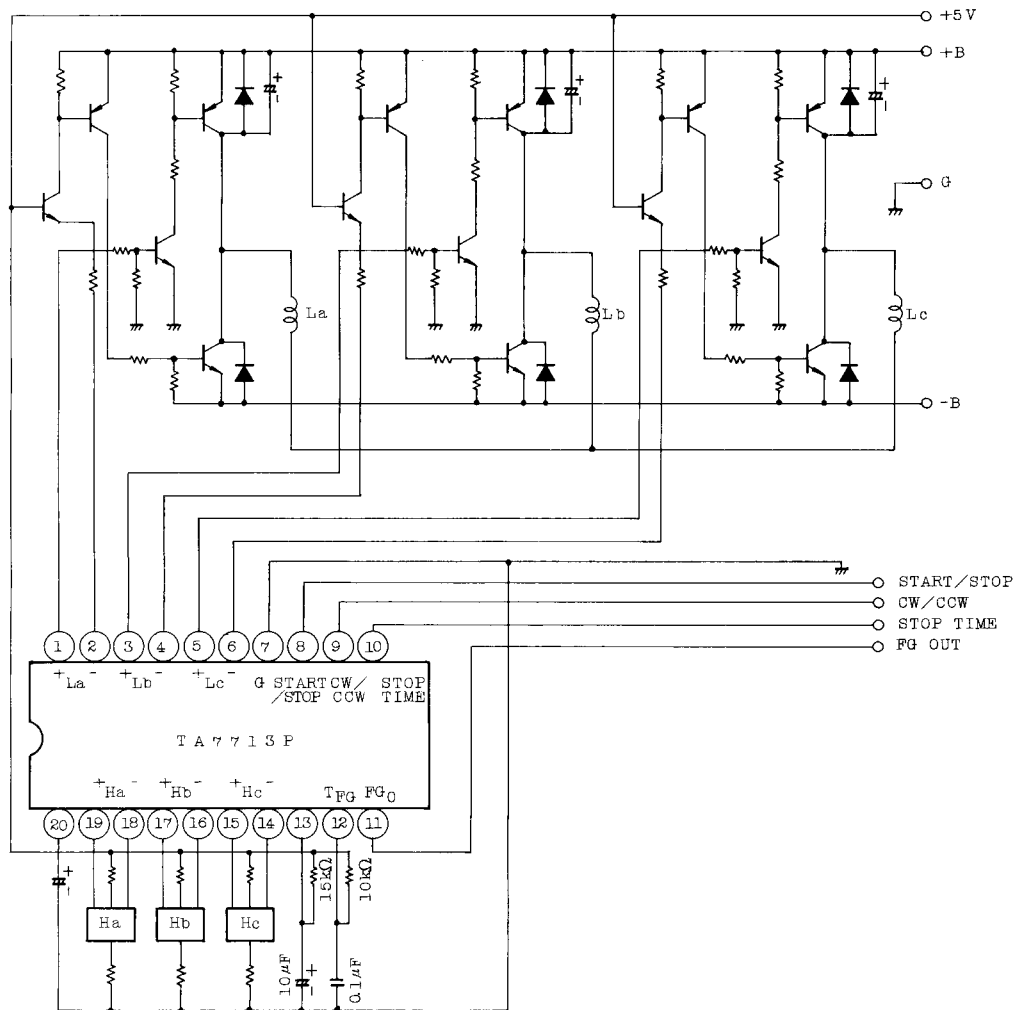 +5V
+B
G
La
Lb
Lc
-B
START/STOP
CW/CCW
STOP TIME
FG OUT
1 2 3 4 5 6 7 8 9 10
+La- +Lb- +Lc- G START/STOP CW/CCW STOP TIME
TA7713P
+Ha- +Hb- +Hc- TFG FGO
20 19 18 17 16 15 14 13 12 11
15kΩ
10kΩ
Ha
Hb
Hc
10μF
0.1μF